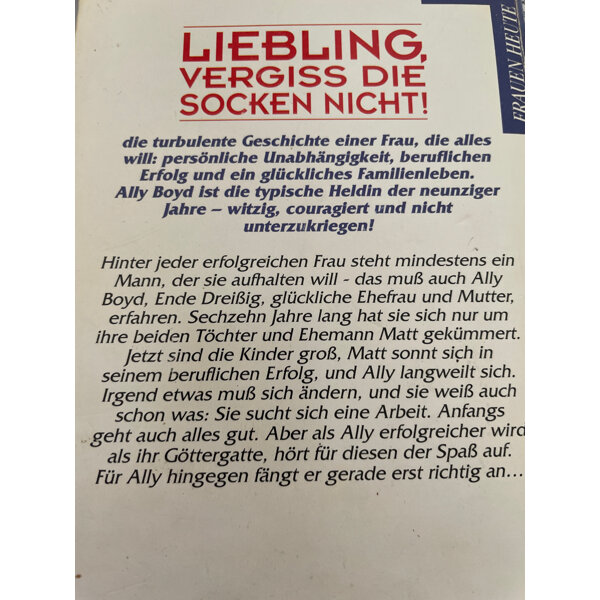 LIEBLING,
VERGISS DIE
SOCKEN NICHT!
FRAUEN HEUTE
die turbulente Geschichte einer Frau, die alles
will: persönliche Unabhängigkeit, beruflichen
Erfolg und ein glückliches Familienleben.
Ally Boyd ist die typische Heldin der neunziger
Jahre – witzig, couragiert und nicht
unterzukriegen!
Hinter jeder erfolgreichen Frau steht mindestens ein
Mann, der sie aufhalten will - das muß auch Ally
Boyd, Ende Dreißig, glückliche Ehefrau und Mutter,
erfahren. Sechzehn Jahre lang hat sie sich nur um
ihre beiden Töchter und Ehemann Matt gekümmert.
Jetzt sind die Kinder groß, Matt sonnt sich in
seinem beruflichen Erfolg, und Ally langweilt sich.
Irgend etwas muß sich ändern, und sie weiß auch
schon was: Sie sucht sich eine Arbeit. Anfangs
geht auch alles gut. Aber als Ally erfolgreicher wird
als ihr Göttergatte, hört für diesen der Spaß auf.
Für Ally hingegen fängt er gerade erst richtig an...